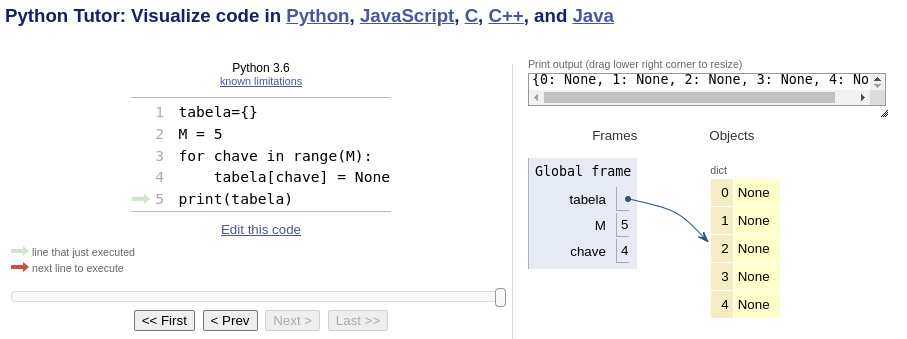 Python Tutor: Visualize code in Python, JavaScript, C, C++, and Java
Python 3.6
known limitations
1 tabela={}
2 M = 5
3 for chave in range(M):
4 tabela[chave] = None
5 print(tabela)
Edit this code
line that just executed
next line to execute
<< First < Prev Next > Last >>
Print output (drag lower right corner to resize)
{0: None, 1: None, 2: None, 3: None, 4: No
Frames Objects
Global frame
tabela
M 5
chave 4
dict
0 None
1 None
2 None
3 None
4 None